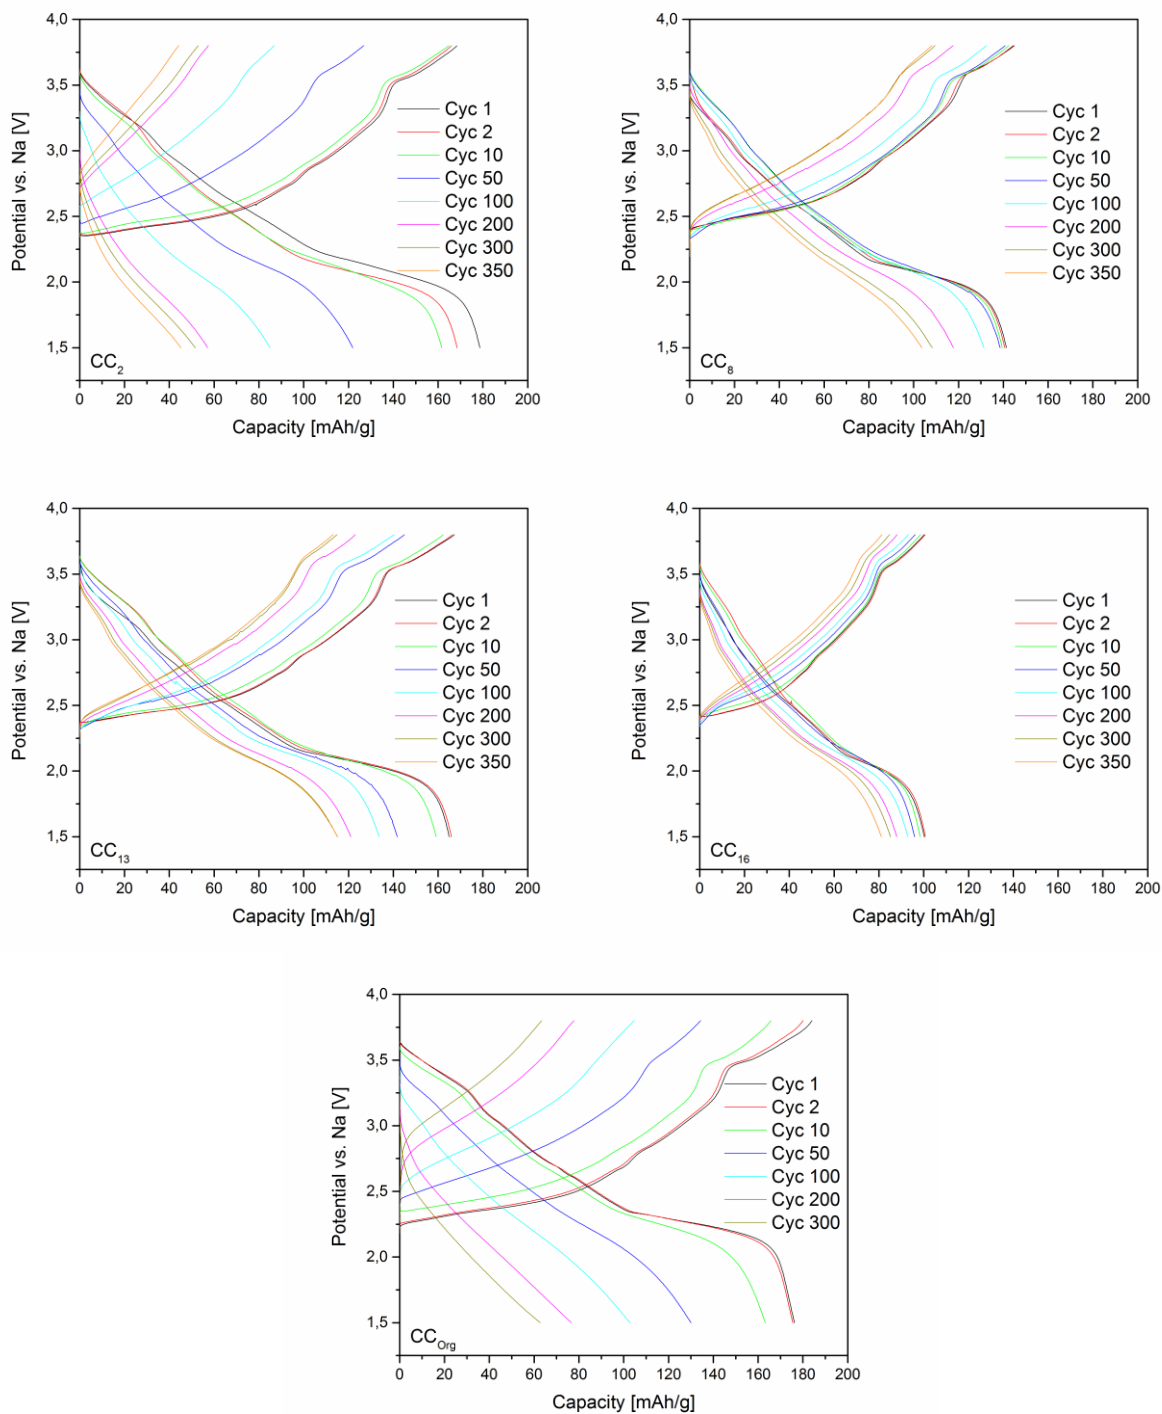 4,0
3,5
3,0
2,5
2,0
1,5
Potential vs. Na [V]
Cyc 1
Cyc 2
Cyc 10
Cyc 50
Cyc 100
Cyc 200
Cyc 300
Cyc 350
CC2
0 20 40 60 80 100 120 140 160 180 200
Capacity [mAh/g]
4,0
3,5
3,0
2,5
2,0
1,5
Potential vs. Na [V]
Cyc 1
Cyc 2
Cyc 10
Cyc 50
Cyc 100
Cyc 200
Cyc 300
Cyc 350
CC8
0 20 40 60 80 100 120 140 160 180 200
Capacity [mAh/g]
4,0
3,5
3,0
2,5
2,0
1,5
Potential vs. Na [V]
Cyc 1
Cyc 2
Cyc 10
Cyc 50
Cyc 100
Cyc 200
Cyc 300
Cyc 350
CC13
0 20 40 60 80 100 120 140 160 180 200
Capacity [mAh/g]
4,0
3,5
3,0
2,5
2,0
1,5
Potential vs. Na [V]
Cyc 1
Cyc 2
Cyc 10
Cyc 50
Cyc 100
Cyc 200
Cyc 300
Cyc 350
CC16
0 20 40 60 80 100 120 140 160 180 200
Capacity [mAh/g]
4,0
3,5
3,0
2,5
2,0
1,5
Potential vs. Na [V]
Cyc 1
Cyc 2
Cyc 10
Cyc 50
Cyc 100
Cyc 200
Cyc 300
CCOrg
0 20 40 60 80 100 120 140 160 180 200
Capacity [mAh/g]